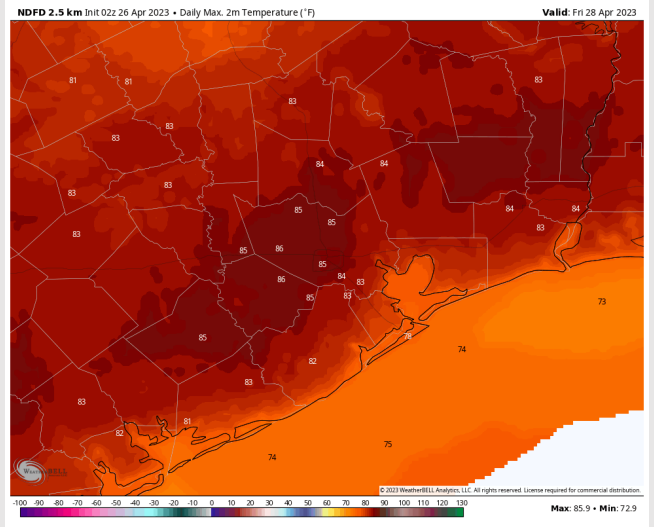 NDFD 2.5 km Init 02z 26 Apr 2023 • Daily Max. 2m Temperature (°F) Valid: Fri 28 Apr 2023
81 81 83
83
83 83
84 84
83 83
85 84 84
85 83
83
85 86
85
86 84 83
85 83
73
85 78
74
82
83
83
81
82
75
74
WEATHERBELL
© 2023 WeatherBELL Analytics, LLC. All rights reserved. License required for commercial distribution.
-100 -90 -80 -70 -60 -50 -40 -30 -20 -10 0 10 20 30 40 50 60 70 80 90 100 110 120 130
Max: 85.9 • Min: 72.9